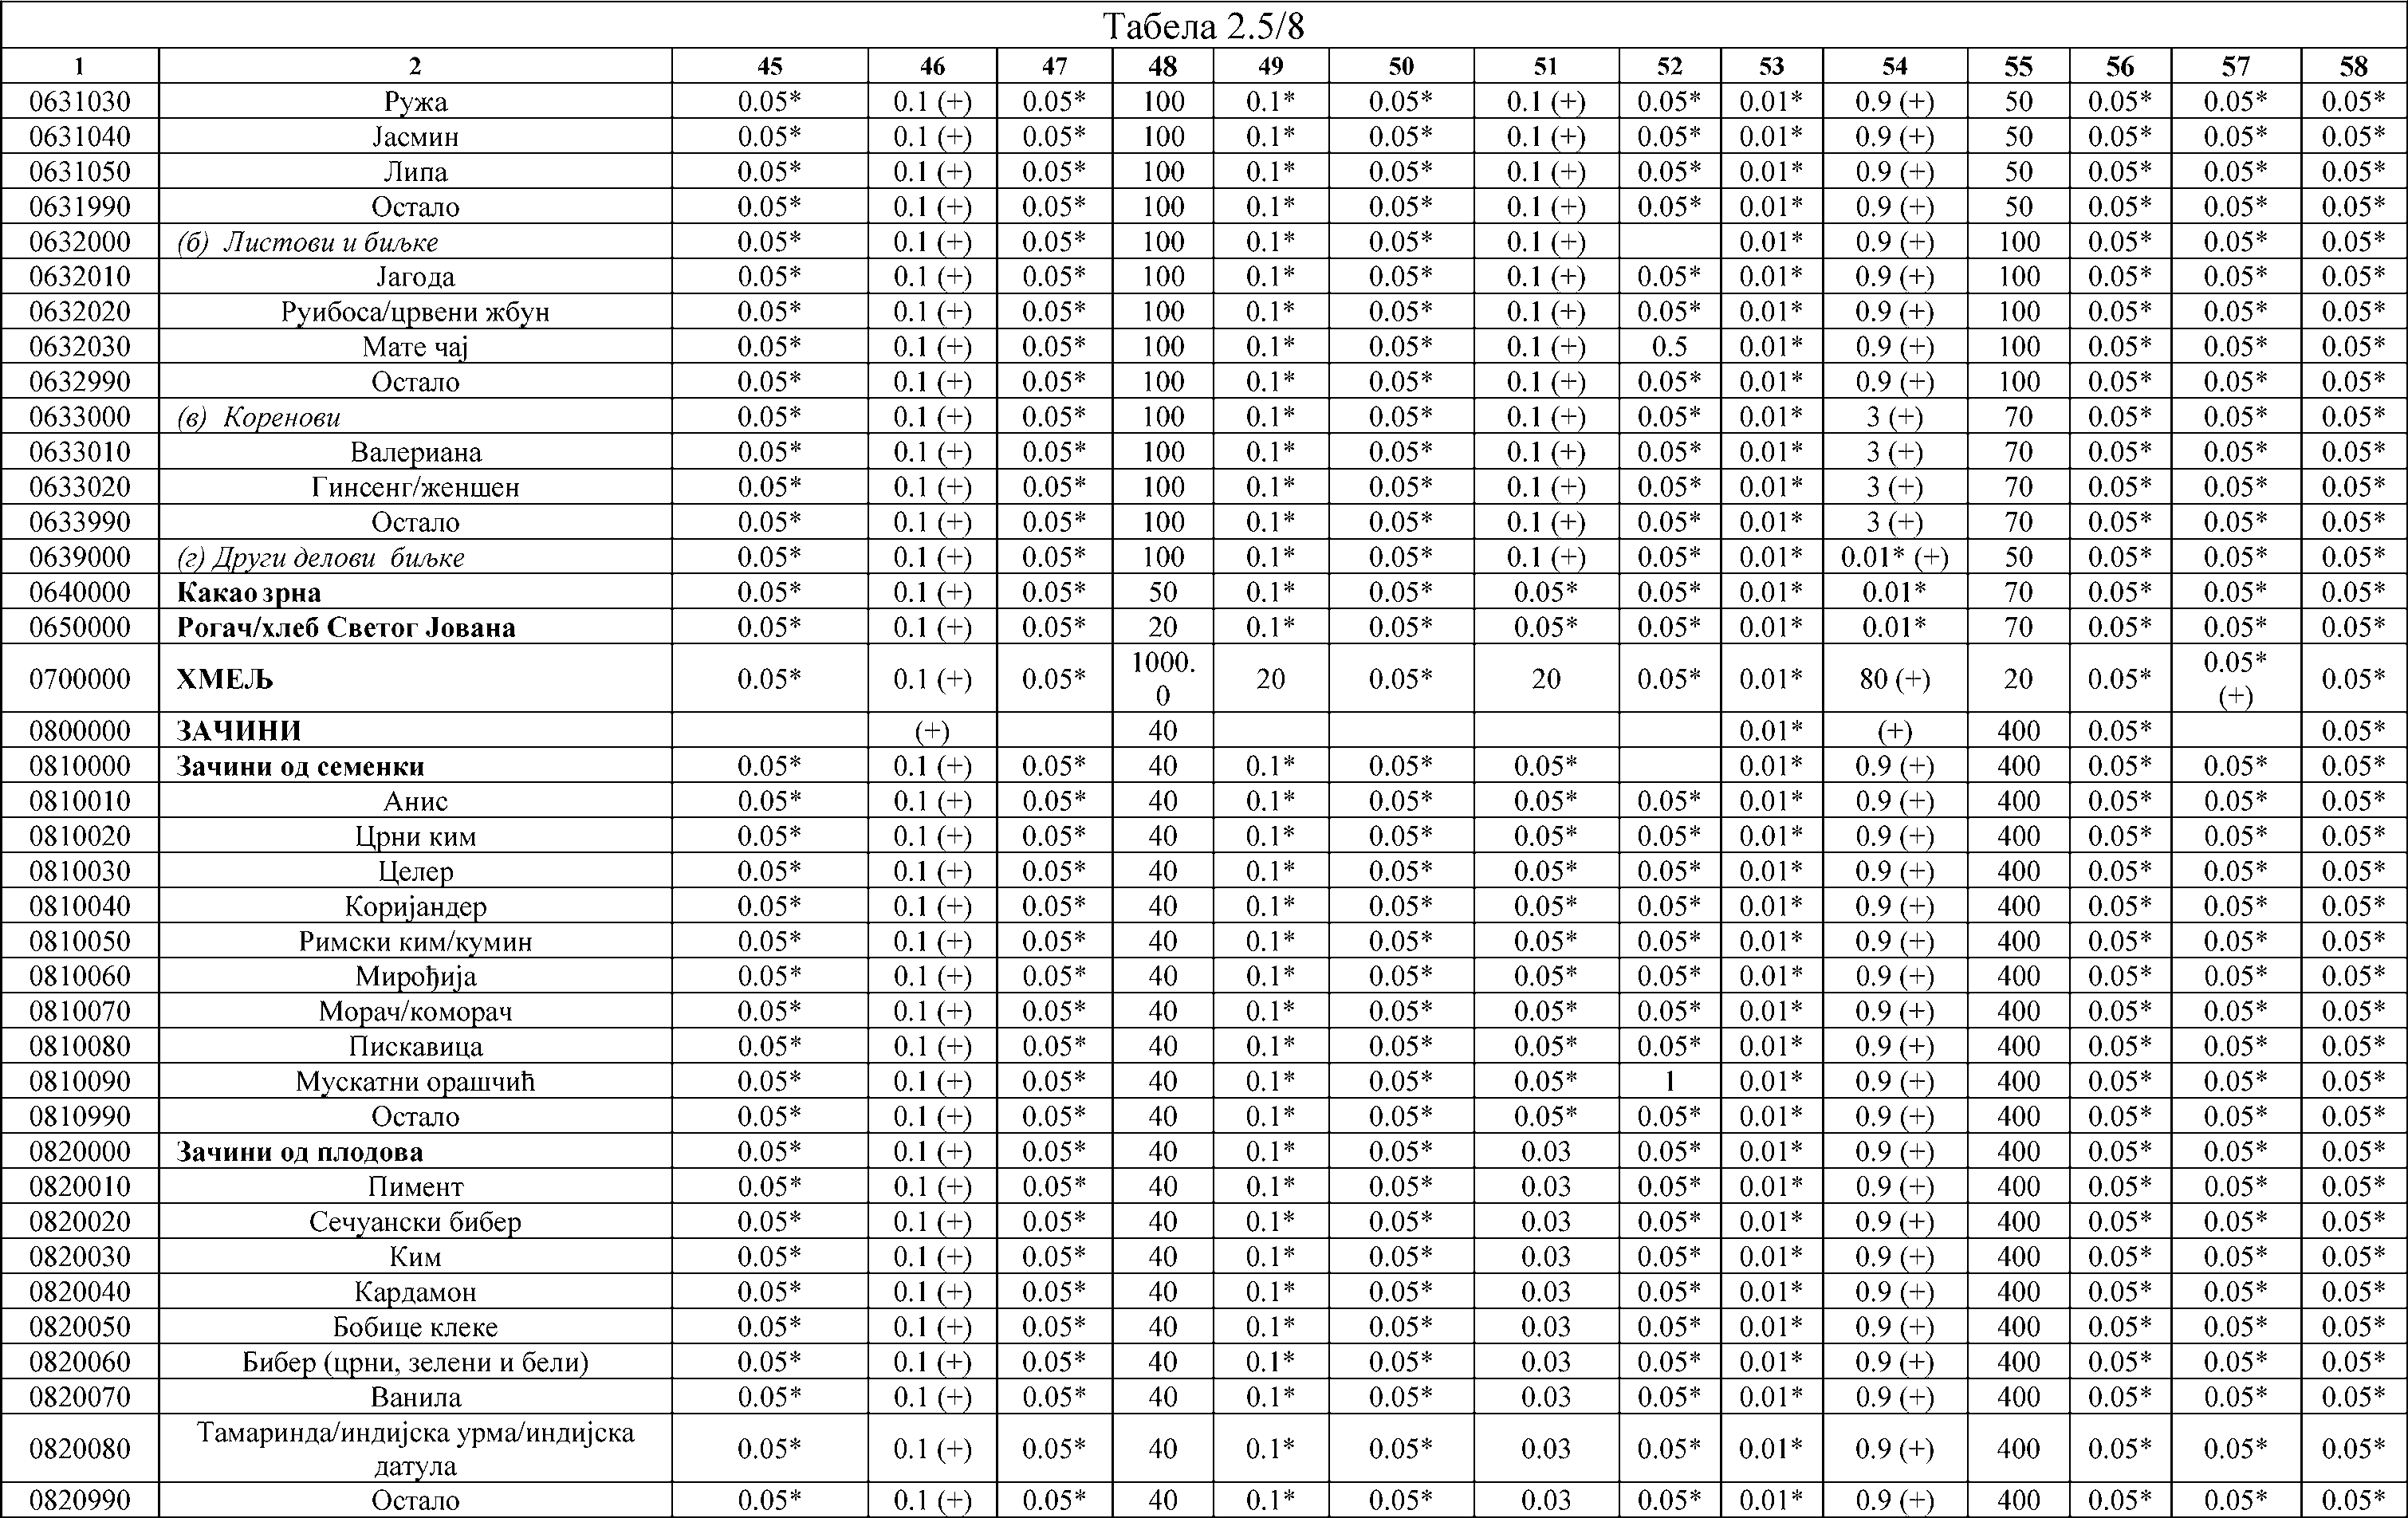 Табела 2.5/8
1 2 45 46 47 48 49 50 51 52 53 54 55 56 57 58
0631030 Ружа 0.05* 0.1 (+) 0.05* 100 0.1* 0.05* 0.1 (+) 0.05* 0.01* 0.9 (+) 50 0.05* 0.05* 0.05*
0631040 Јасмин 0.05* 0.1 (+) 0.05* 100 0.1* 0.05* 0.1 (+) 0.05* 0.01* 0.9 (+) 50 0.05* 0.05* 0.05*
0631050 Липа 0.05* 0.1 (+) 0.05* 100 0.1* 0.05* 0.1 (+) 0.05* 0.01* 0.9 (+) 50 0.05* 0.05* 0.05*
0631990 Остало 0.05* 0.1 (+) 0.05* 100 0.1* 0.05* 0.1 (+) 0.05* 0.01* 0.9 (+) 50 0.05* 0.05* 0.05*
0632000 (б) Листови и биљке 0.05* 0.1 (+) 0.05* 100 0.1* 0.05* 0.1 (+) 0.01* 0.9 (+) 100 0.05* 0.05* 0.05*
0632010 Јагода 0.05* 0.1 (+) 0.05* 100 0.1* 0.05* 0.1 (+) 0.05* 0.01* 0.9 (+) 100 0.05* 0.05* 0.05*
0632020 Руибоса/црвени жбун 0.05* 0.1 (+) 0.05* 100 0.1* 0.05* 0.1 (+) 0.05* 0.01* 0.9 (+) 100 0.05* 0.05* 0.05*
0632030 Мате чај 0.05* 0.1 (+) 0.05* 100 0.1* 0.05* 0.1 (+) 0.5 0.01* 0.9 (+) 100 0.05* 0.05* 0.05*
0632990 Остало 0.05* 0.1 (+) 0.05* 100 0.1* 0.05* 0.1 (+) 0.05* 0.01* 0.9 (+) 100 0.05* 0.05* 0.05*
0633000 (в) Коренови 0.05* 0.1 (+) 0.05* 100 0.1* 0.05* 0.1 (+) 0.05* 0.01* 3 (+) 70 0.05* 0.05* 0.05*
0633010 Валериана 0.05* 0.1 (+) 0.05* 100 0.1* 0.05* 0.1 (+) 0.05* 0.01* 3 (+) 70 0.05* 0.05* 0.05*
0633020 Гинсенг/женшен 0.05* 0.1 (+) 0.05* 100 0.1* 0.05* 0.1 (+) 0.05* 0.01* 3 (+) 70 0.05* 0.05* 0.05*
0633990 Остало 0.05* 0.1 (+) 0.05* 100 0.1* 0.05* 0.1 (+) 0.05* 0.01* 3 (+) 70 0.05* 0.05* 0.05*
0639000 (г) Други делови биљке 0.05* 0.1 (+) 0.05* 100 0.1* 0.05* 0.1 (+) 0.05* 0.01* 0.01* (+) 50 0.05* 0.05* 0.05*
0640000 Какао зрна 0.05* 0.1 (+) 0.05* 50 0.1* 0.05* 0.05* 0.05* 0.01* 0.01* 70 0.05* 0.05* 0.05*
0650000 Рогач/хлеб Светог Јована 0.05* 0.1 (+) 0.05* 20 0.1* 0.05* 0.05* 0.05* 0.01* 0.01* 70 0.05* 0.05* 0.05*
0700000 ХМЕЉ 0.05* 0.1 (+) 0.05* 1000.0 20 0.05* 20 0.05* 0.01* 80 (+) 20 0.05* 0.05* (+) 0.05*
0800000 ЗАЧИНИ (+) 40 0.01* (+) 400 0.05* 0.05*
0810000 Зачини од семенки 0.05* 0.1 (+) 0.05* 40 0.1* 0.05* 0.05* 0.01* 0.9 (+) 400 0.05* 0.05* 0.05*
0810010 Анис 0.05* 0.1 (+) 0.05* 40 0.1* 0.05* 0.05* 0.05* 0.01* 0.9 (+) 400 0.05* 0.05* 0.05*
0810020 Црни ким 0.05* 0.1 (+) 0.05* 40 0.1* 0.05* 0.05* 0.05* 0.01* 0.9 (+) 400 0.05* 0.05* 0.05*
0810030 Целер 0.05* 0.1 (+) 0.05* 40 0.1* 0.05* 0.05* 0.05* 0.01* 0.9 (+) 400 0.05* 0.05* 0.05*
0810040 Коријандер 0.05* 0.1 (+) 0.05* 40 0.1* 0.05* 0.05* 0.05* 0.01* 0.9 (+) 400 0.05* 0.05* 0.05*
0810050 Римски ким/кумин 0.05* 0.1 (+) 0.05* 40 0.1* 0.05* 0.05* 0.05* 0.01* 0.9 (+) 400 0.05* 0.05* 0.05*
0810060 Мирођија 0.05* 0.1 (+) 0.05* 40 0.1* 0.05* 0.05* 0.05* 0.01* 0.9 (+) 400 0.05* 0.05* 0.05*
0810070 Морач/коморач 0.05* 0.1 (+) 0.05* 40 0.1* 0.05* 0.05* 0.05* 0.01* 0.9 (+) 400 0.05* 0.05* 0.05*
0810080 Пискавица 0.05* 0.1 (+) 0.05* 40 0.1* 0.05* 0.05* 0.05* 0.01* 0.9 (+) 400 0.05* 0.05* 0.05*
0810090 Мускатни орашчић 0.05* 0.1 (+) 0.05* 40 0.1* 0.05* 0.05* 1 0.01* 0.9 (+) 400 0.05* 0.05* 0.05*
0810990 Остало 0.05* 0.1 (+) 0.05* 40 0.1* 0.05* 0.05* 0.05* 0.01* 0.9 (+) 400 0.05* 0.05* 0.05*
0820000 Зачини од плодова 0.05* 0.1 (+) 0.05* 40 0.1* 0.05* 0.03 0.05* 0.01* 0.9 (+) 400 0.05* 0.05* 0.05*
0820010 Пимент 0.05* 0.1 (+) 0.05* 40 0.1* 0.05* 0.03 0.05* 0.01* 0.9 (+) 400 0.05* 0.05* 0.05*
0820020 Сечуански бибер 0.05* 0.1 (+) 0.05* 40 0.1* 0.05* 0.03 0.05* 0.01* 0.9 (+) 400 0.05* 0.05* 0.05*
0820030 Ким 0.05* 0.1 (+) 0.05* 40 0.1* 0.05* 0.03 0.05* 0.01* 0.9 (+) 400 0.05* 0.05* 0.05*
0820040 Кардамон 0.05* 0.1 (+) 0.05* 40 0.1* 0.05* 0.03 0.05* 0.01* 0.9 (+) 400 0.05* 0.05* 0.05*
0820050 Бобице клеке 0.05* 0.1 (+) 0.05* 40 0.1* 0.05* 0.03 0.05* 0.01* 0.9 (+) 400 0.05* 0.05* 0.05*
0820060 Бибер (црни, зелени и бели) 0.05* 0.1 (+) 0.05* 40 0.1* 0.05* 0.03 0.05* 0.01* 0.9 (+) 400 0.05* 0.05* 0.05*
0820070 Ванила 0.05* 0.1 (+) 0.05* 40 0.1* 0.05* 0.03 0.05* 0.01* 0.9 (+) 400 0.05* 0.05* 0.05*
0820080 Тамаринда/индијска урма/индијска датула 0.05* 0.1 (+) 0.05* 40 0.1* 0.05* 0.03 0.05* 0.01* 0.9 (+) 400 0.05* 0.05* 0.05*
0820990 Остало 0.05* 0.1 (+) 0.05* 40 0.1* 0.05* 0.03 0.05* 0.01* 0.9 (+) 400 0.05* 0.05* 0.05*